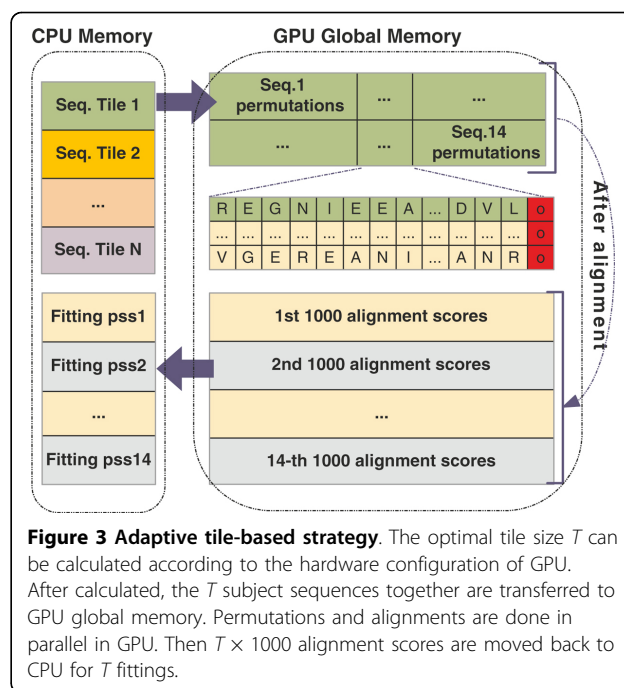 CPU Memory
GPU Global Memory
Seq. Tile 1
Seq. Tile 2
...
Seq. Tile N
Seq.1 permutations ... ...
... ... Seq.14 permutations
R E G N I E E A ... D V L o
... ... ... ... ... ... ... ... ... ... ... ... o
V G E R E A N I ... A N R o
After alignment
Fitting pss1
Fitting pss2
...
Fitting pss14
1st 1000 alignment scores
2nd 1000 alignment scores
...
14-th 1000 alignment scores
Figure 3 Adaptive tile-based strategy. The optimal tile size T can
be calculated according to the hardware configuration of GPU.
After calculated, the T subject sequences together are transferred to
GPU global memory. Permutations and alignments are done in
parallel in GPU. Then T × 1000 alignment scores are moved back to
CPU for T fittings.